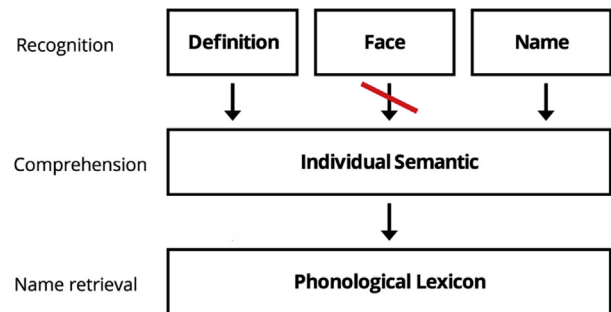 Recognition
Definition
Face
Name
Comprehension
Individual Semantic
Name retrieval
Phonological Lexicon